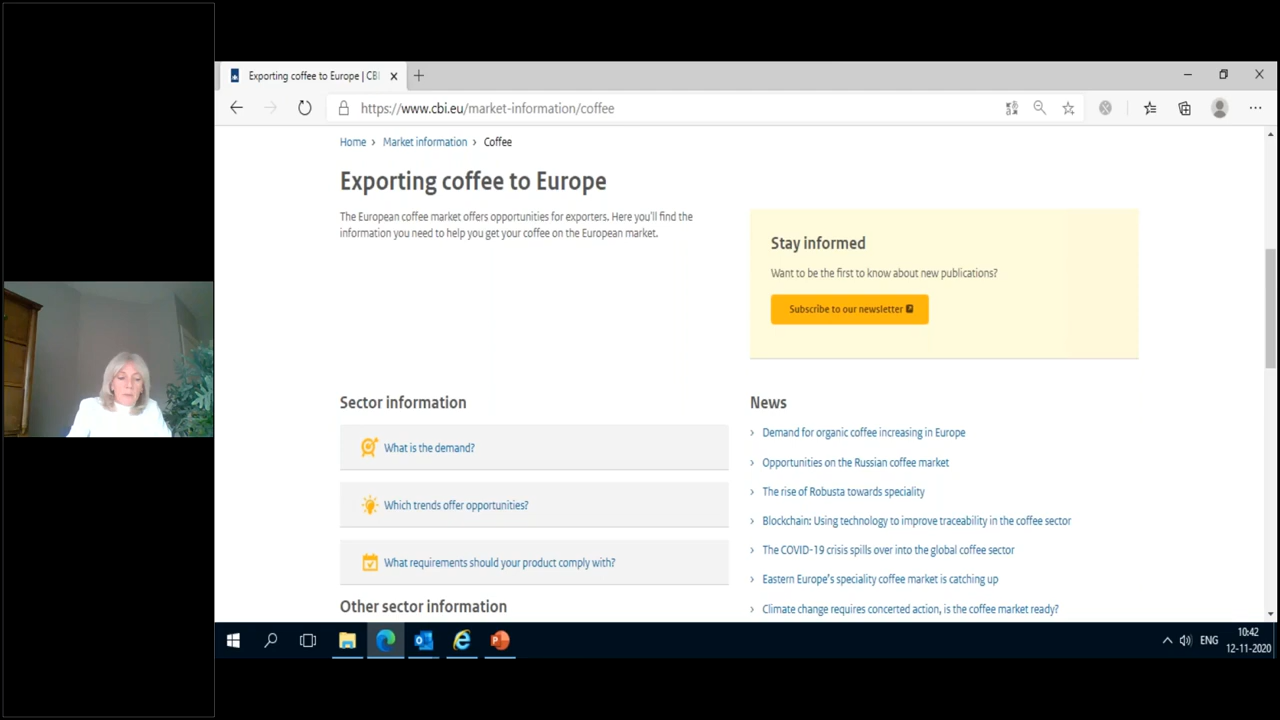 Exporting coffee to Europe | CBI
https://www.cbi.eu/market-information/coffee
Home › Market information › Coffee
Exporting coffee to Europe
The European coffee market offers opportunities for exporters. Here you'll find the
information you need to help you get your coffee on the European market.
Stay informed
Want to be the first to know about new publications?
Subscribe to our newsletter
Sector information
What is the demand?
Which trends offer opportunities?
What requirements should your product comply with?
Other sector information
News
› Demand for organic coffee increasing in Europe
› Opportunities on the Russian coffee market
› The rise of Robusta towards speciality
› Blockchain: Using technology to improve traceability in the coffee sector
› The COVID-19 crisis spills over into the global coffee sector
› Eastern Europe's speciality coffee market is catching up
› Climate change requires concerted action, is the coffee market ready?
ENG
10:42
12-11-2020